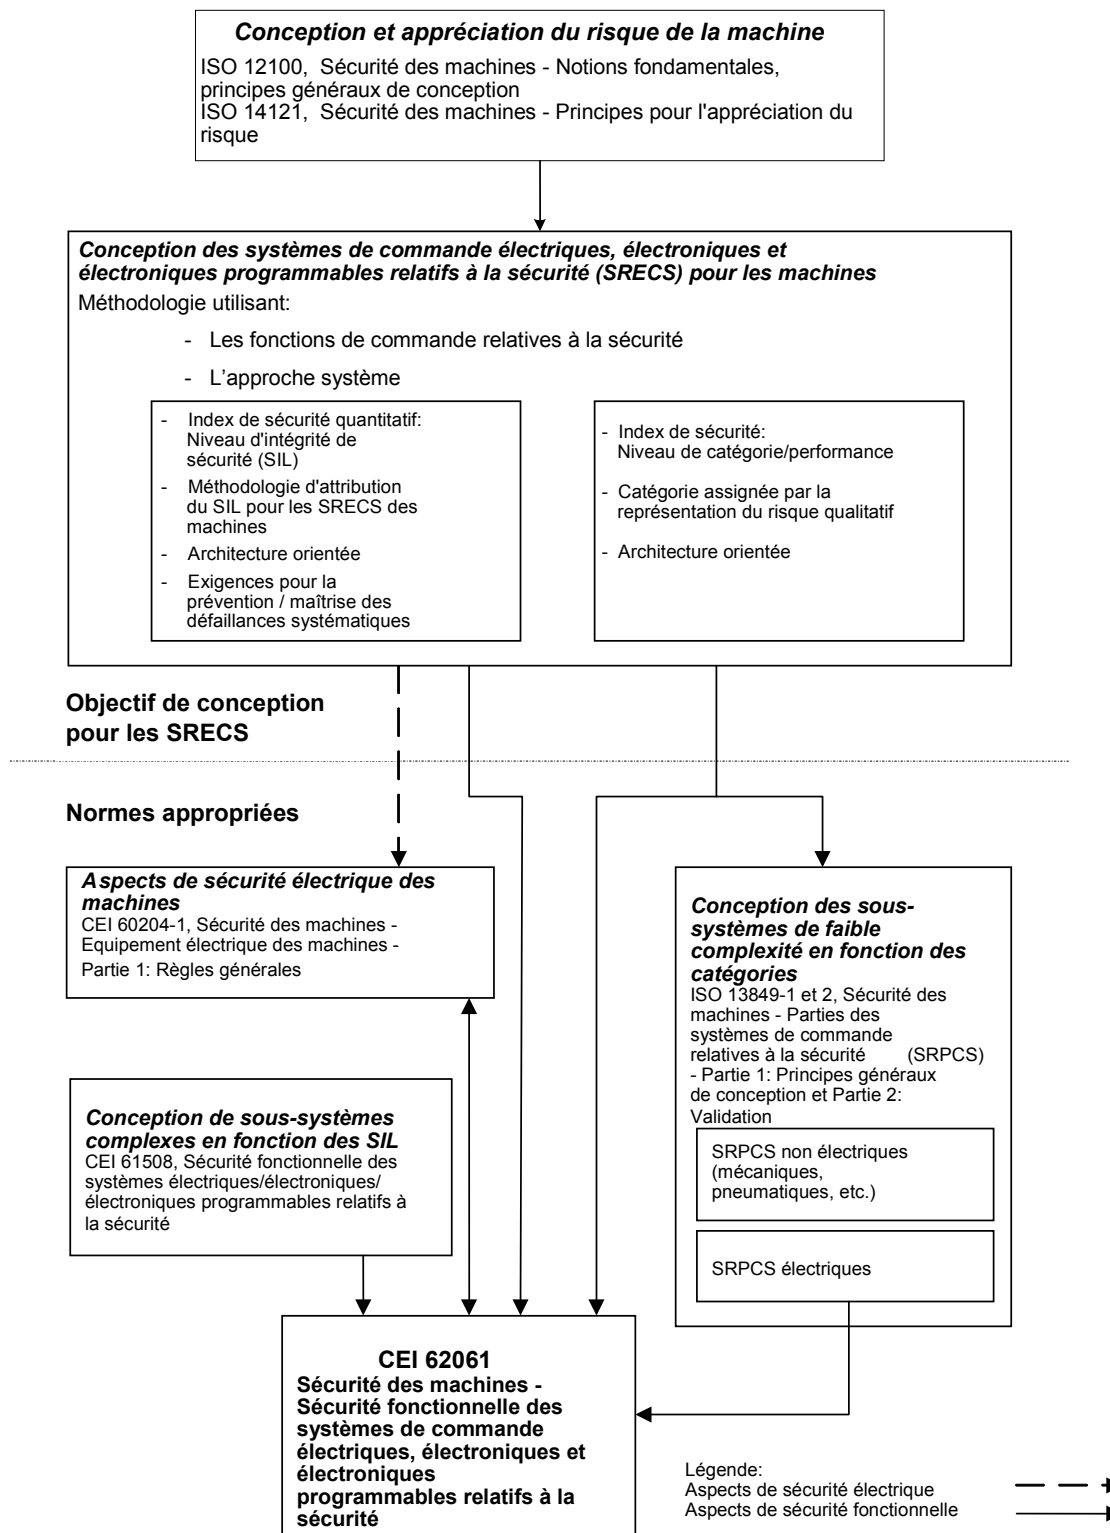 Conception et appréciation du risque de la machine
ISO 12100, Sécurité des machines - Notions fondamentales,
principes généraux de conception
ISO 14121, Sécurité des machines - Principes pour l'appréciation du
risque
Conception des systèmes de commande électriques, électroniques et
électroniques programmables relatifs à la sécurité (SRECS) pour les machines
Méthodologie utilisant:
- Les fonctions de commande relatives à la sécurité
- L'approche système
- Index de sécurité quantitatif:
Niveau d'intégrité de
sécurité (SIL)
- Méthodologie d'attribution
du SIL pour les SRECS des
machines
- Architecture orientée
- Exigences pour la
prévention / maîtrise des
défaillances systématiques
- Index de sécurité:
Niveau de catégorie/performance
- Catégorie assignée par la
représentation du risque qualitatif
- Architecture orientée
Objectif de conception
pour les SRECS
Normes appropriées
Aspects de sécurité électrique des
machines
CEI 60204-1, Sécurité des machines -
Equipement électrique des machines -
Partie 1: Règles générales
Conception des sous-
systèmes de faible
complexité en fonction des
catégories
ISO 13849-1 et 2, Sécurité des
machines - Parties des
systèmes de commande
relatives à la sécurité (SRPCS)
- Partie 1: Principes généraux
de conception et Partie 2:
Validation
SRPCS non électriques
(mécaniques,
pneumatiques, etc.)
SRPCS électriques
Conception de sous-systèmes
complexes en fonction des SIL
CEI 61508, Sécurité fonctionnelle des
systèmes électriques/électroniques/
électroniques programmables relatifs à
la sécurité
CEI 62061
Sécurité des machines -
Sécurité fonctionnelle des
systèmes de commande
électriques, électroniques et
électroniques
programmables relatifs à la
sécurité
Légende:
Aspects de sécurité électrique
Aspects de sécurité fonctionnelle